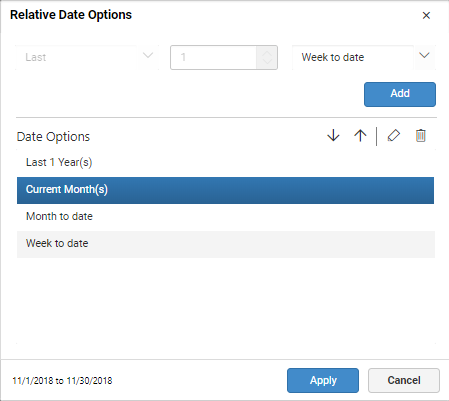 Relative Date Options
Last 1 Week to date
Add
Date Options
Last 1 Year(s)
Current Month(s)
Month to date
Week to date
11/1/2018 to 11/30/2018 Apply Cancel